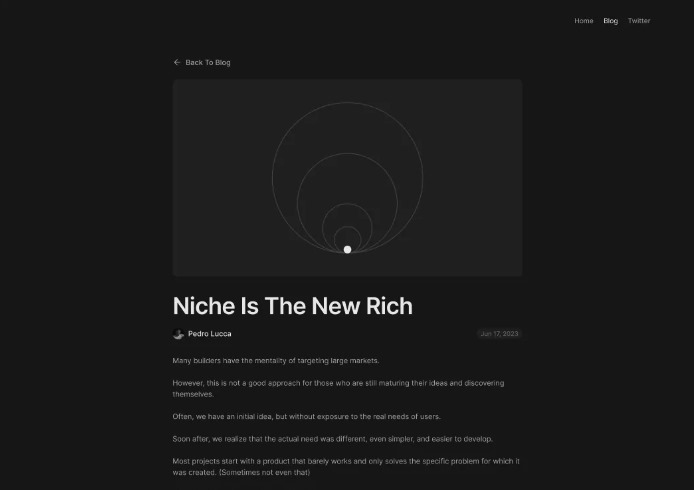 Home Blog Twitter
Back To Blog
Niche Is The New Rich
Pedro Lucca
Jun 17, 2023
Many builders have the mentality of targeting large markets.
However, this is not a good approach for those who are still maturing their ideas and discovering
themselves.
Often, we have an initial idea, but without exposure to the real needs of users.
Soon after, we realize that the actual need was different, even simpler, and easier to develop.
Most projects start with a product that barely works and only solves the specific problem for which it
was created. (Sometimes not even that)